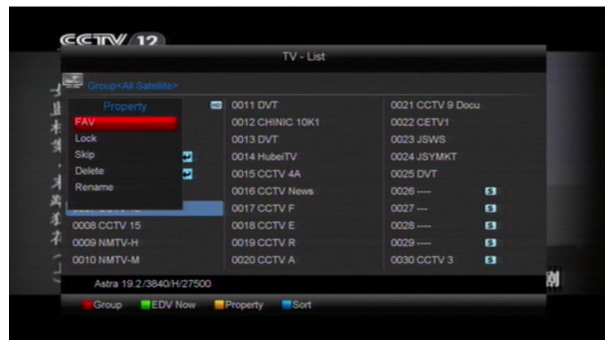 CCTV 12
TV - List
Group<All Satellite>
Property
FAV
Lock
Skip
Delete
Rename
0008 CCTV 15
0009 NMTV-H
0010 NMTV-M
HD
0011 DVT
0012 CHINIC 10K1
0013 DVT
0014 HubeiTV
0015 CCTV 4A
0016 CCTV News
0017 CCTV F
0018 CCTV E
0019 CCTV R
0020 CCTV A
0021 CCTV 9 Docu
0022 CETV1
0023 JSWS
0024 JSYMKT
0025 DVT
0026 ---- $
0027 --- $
0028 ---- $
0029 ---- $
0030 CCTV 3 $
Astra 19.2/3840/H/27500
Group EDV Now Property Sort
剧